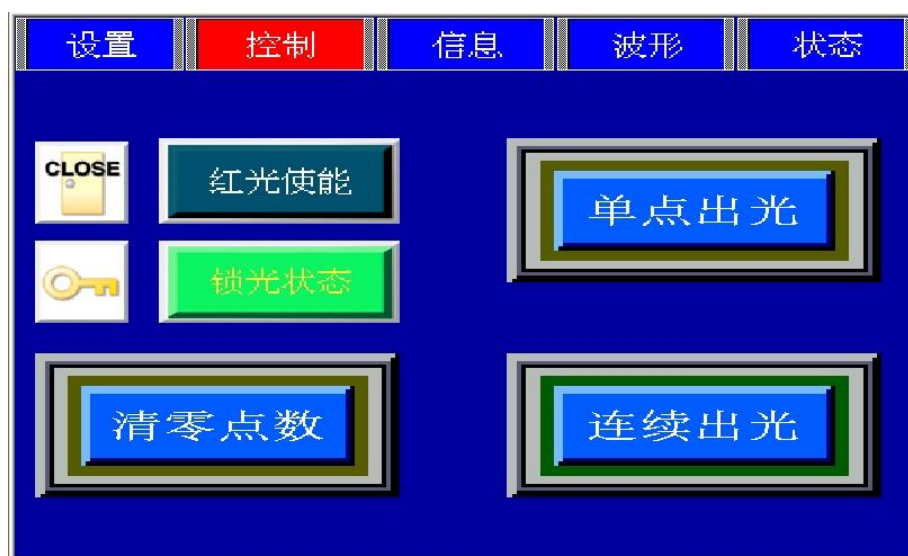 设置 控制 信息 波形 状态
CLOSE 红光使能
单点出光
锁光状态
清零点数 连续出光